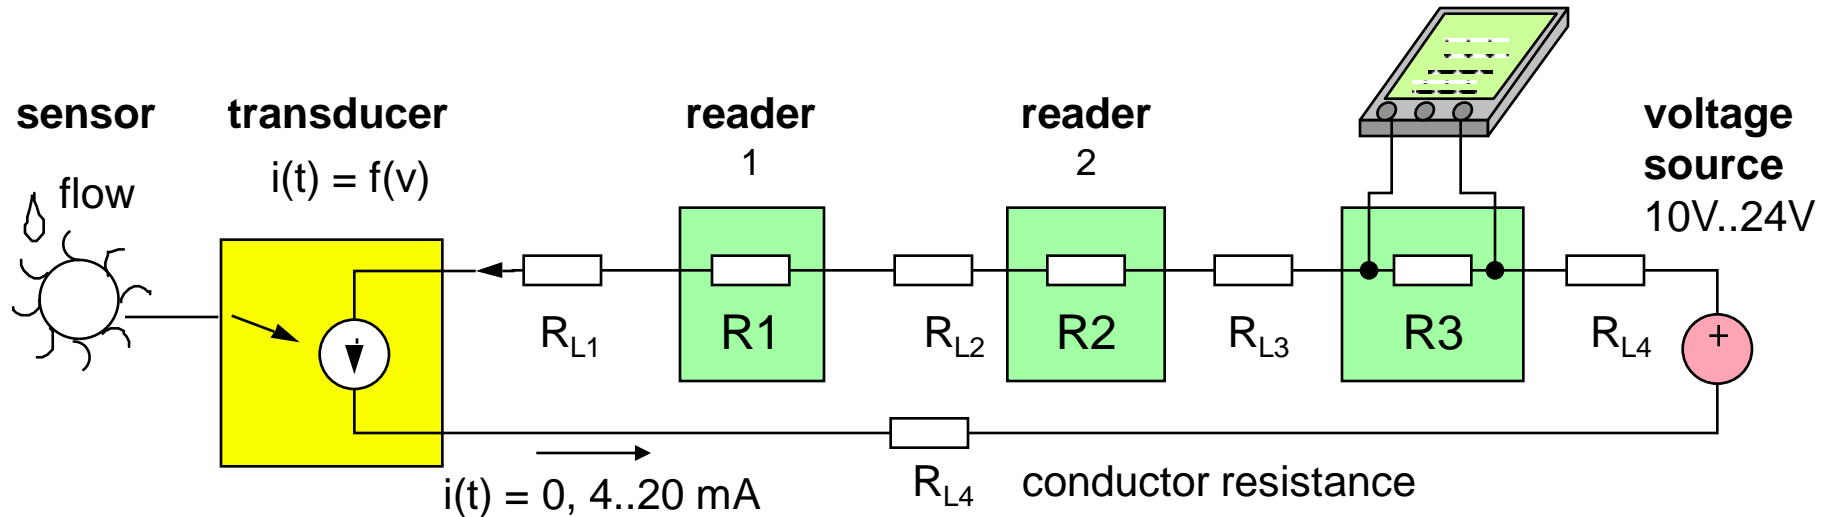 sensor
transducer
i(t) = f(v)
reader
1
reader
2
voltage
source
10V..24V
flow
RL1
R1
RL2
R2
RL3
R3
RL4
+
i(t) = 0, 4..20 mA
RL4
conductor resistance